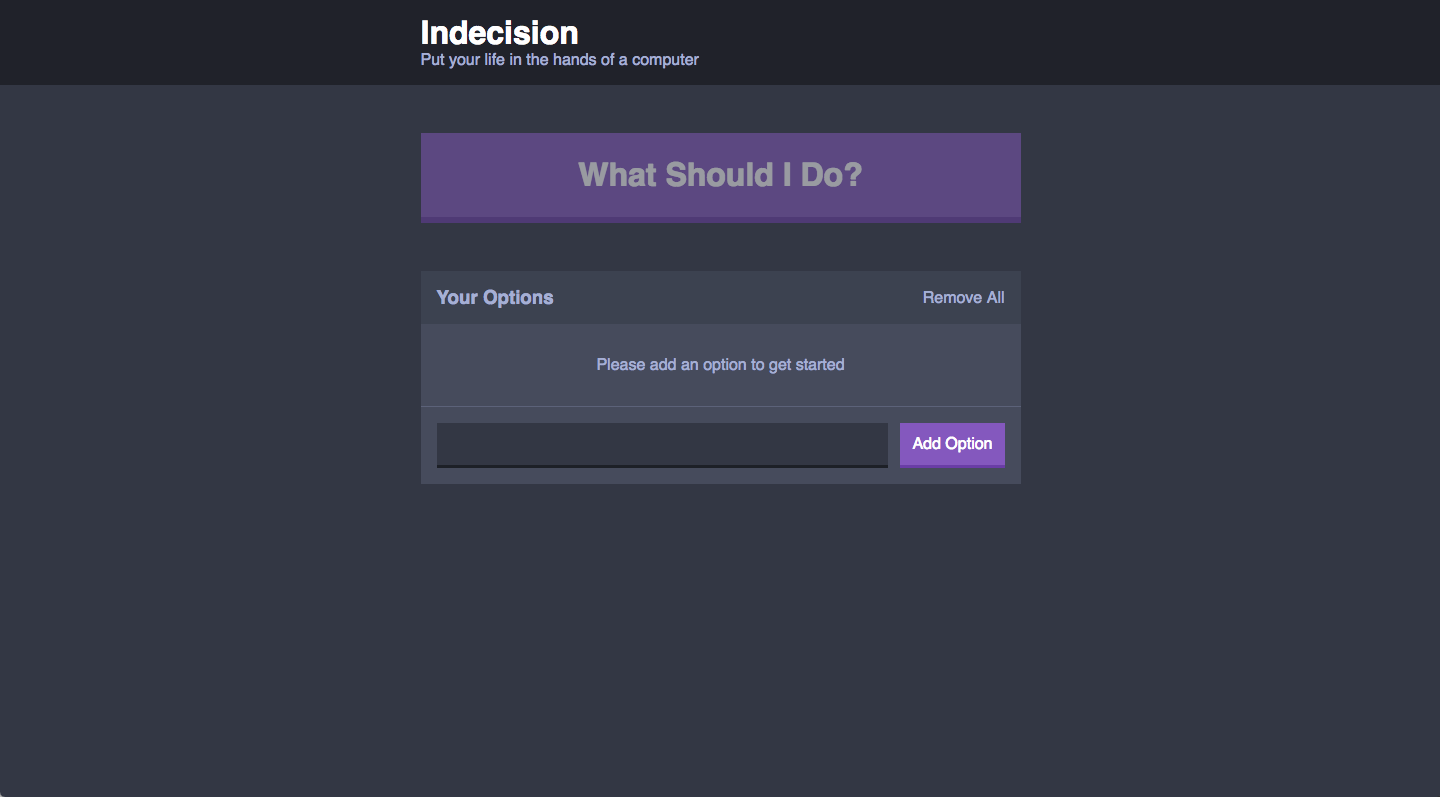 Indecision
Put your life in the hands of a computer
What Should I Do?
Your Options
Remove All
Please add an option to get started
Add Option